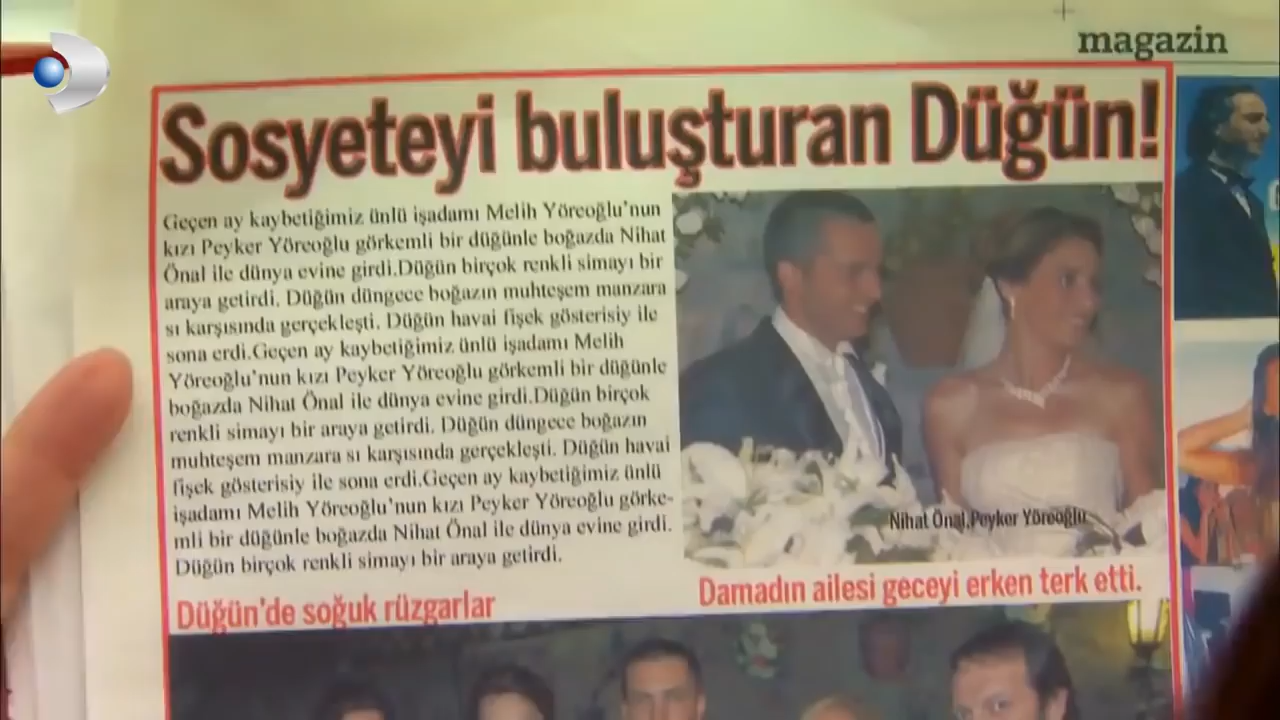 magazin
Sosyeteyi buluşturan Düğün!
Geçen ay kaybetiğimiz ünlü işadamı Melih Yöreoğlu'nun
kızı Peyker Yöreoğlu görkemli bir düğünle boğazda Nihat
Önal ile dünya evine girdi.Düğün birçok renkli simayı bir
araya getirdi. Düğün düngece boğazın muhteşem manzara
sı karşısında gerçekleşti. Düğün havai fişek gösterisiy ile
sona erdi.Geçen ay kaybetiğimiz ünlü işadamı Melih
Yöreoğlu'nun kızı Peyker Yöreoğlu görkemli bir düğünle
boğazda Nihat Önal ile dünya evine girdi.Düğün birçok
renkli simayı bir araya getirdi. Düğün düngece boğazın
muhteşem manzara sı karşısında gerçekleşti. Düğün havai
fişek gösterisiy ile sona erdi.Geçen ay kaybetiğimiz ünlü
işadamı Melih Yöreoğlu'nun kızı Peyker Yöreoğlu görke-
mli bir düğünle boğazda Nihat Önal ile dünya evine girdi.
Düğün birçok renkli simayı bir araya getirdi.
Nihat Önal,Peyker Yöreoğlu
Damadın ailesi geceyi erken terk etti.
Düğün'de soğuk rüzgarlar